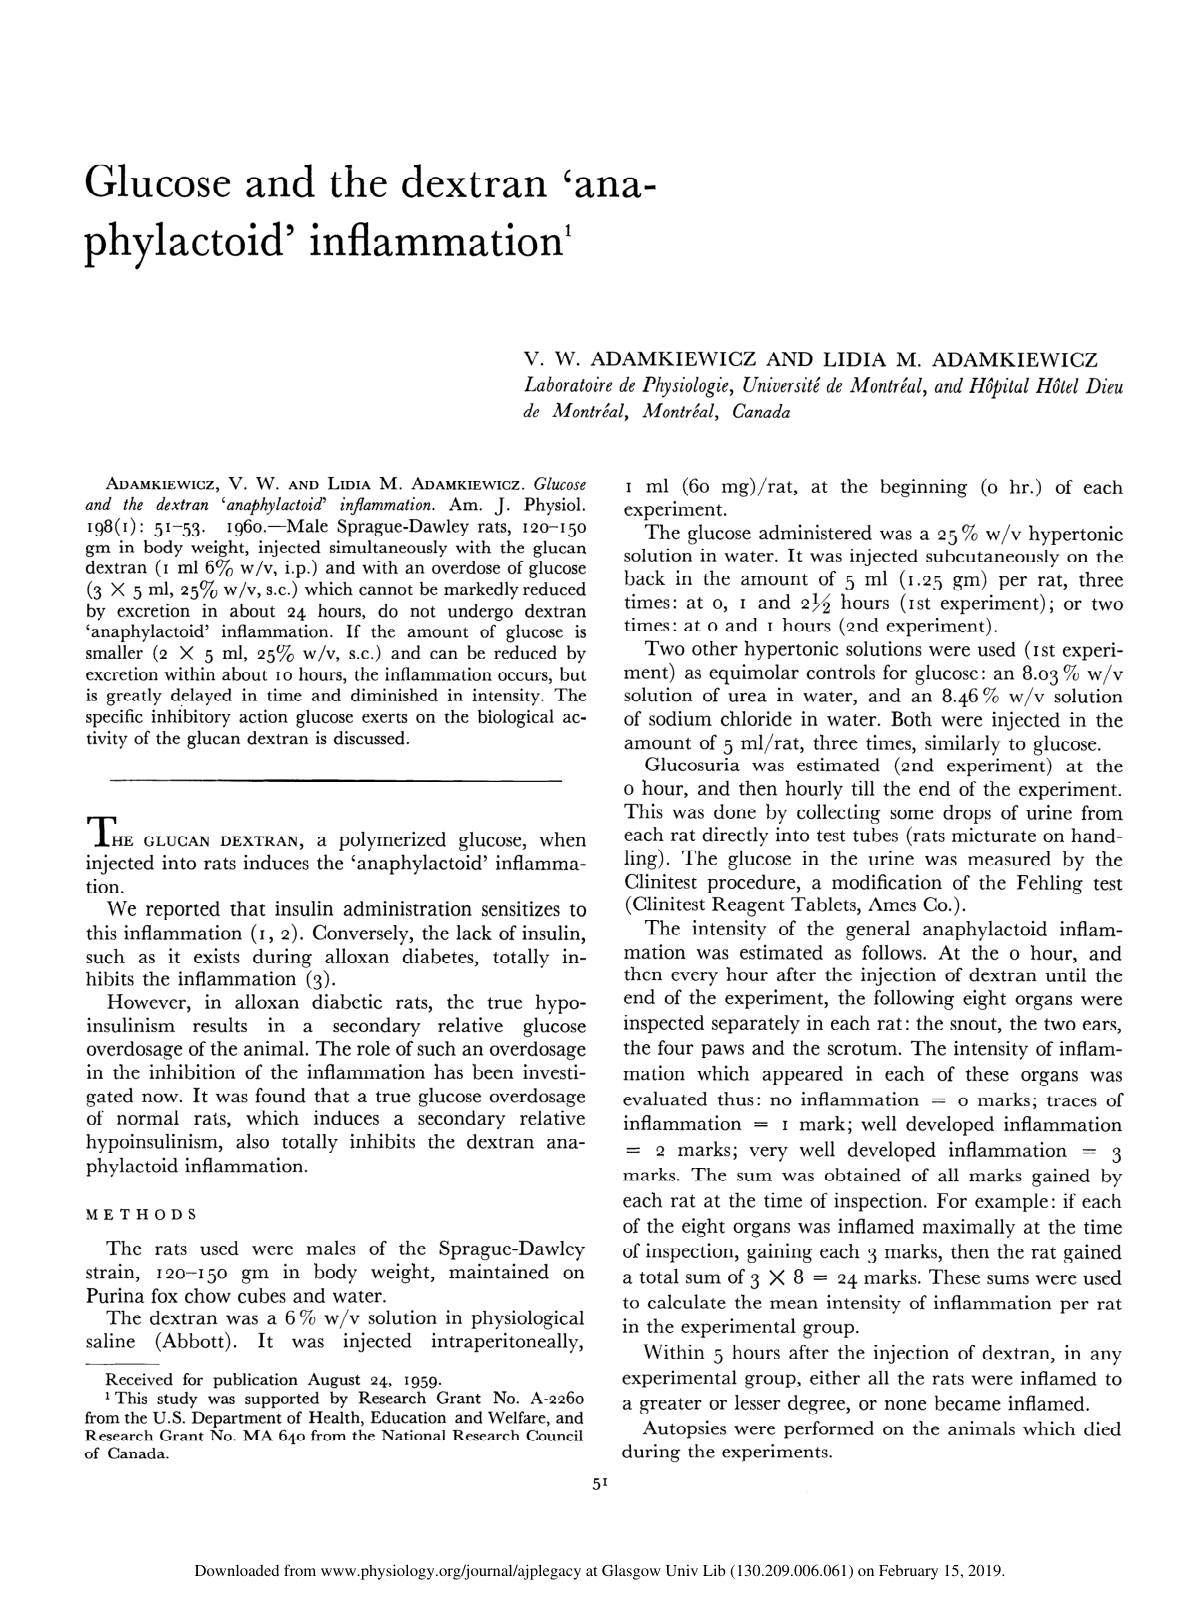 Glucose and the dextran ‘ana-
phylactoid’ inflammation¹
V. W. ADAMKIEWICZ AND LIDIA M. ADAMKIEWICZ
Laboratoire de Physiologie, Université de Montréal, and Hôpital Hôtel Dieu
de Montréal, Montréal, Canada
ADAMKIEWICZ, V. W. AND LIDIA M. ADAMKIEWICZ. Glucose
and the dextran ‘anaphylactoid’ inflammation. Am. J. Physiol.
198(1): 51–53. 1960.—Male Sprague-Dawley rats, 120–150
gm in body weight, injected simultaneously with the glucan
dextran (1 ml 6% w/v, i.p.) and with an overdose of glucose
(3 × 5 ml, 25% w/v, s.c.) which cannot be markedly reduced
by excretion in about 24 hours, do not undergo dextran
‘anaphylactoid’ inflammation. If the amount of glucose is
smaller (2 × 5 ml, 25% w/v, s.c.) and can be reduced by
excretion within about 10 hours, the inflammation occurs, but
is greatly delayed in time and diminished in intensity. The
specific inhibitory action glucose exerts on the biological ac-
tivity of the glucan dextran is discussed.
THE GLUCAN DEXTRAN, a polymerized glucose, when
injected into rats induces the ‘anaphylactoid’ inflamma-
tion.
We reported that insulin administration sensitizes to
this inflammation (1, 2). Conversely, the lack of insulin,
such as it exists during alloxan diabetes, totally in-
hibits the inflammation (3).
However, in alloxan diabetic rats, the true hypo-
insulinism results in a secondary relative glucose
overdosage of the animal. The role of such an overdosage
in the inhibition of the inflammation has been investi-
gated now. It was found that a true glucose overdosage
of normal rats, which induces a secondary relative
hypoinsulinism, also totally inhibits the dextran ana-
phylactoid inflammation.
METHODS
The rats used were males of the Sprague-Dawley
strain, 120–150 gm in body weight, maintained on
Purina fox chow cubes and water.
The dextran was a 6% w/v solution in physiological
saline (Abbott). It was injected intraperitoneally,
Received for publication August 24, 1959.
¹ This study was supported by Research Grant No. A-2260
from the U.S. Department of Health, Education and Welfare, and
Research Grant No. MA 640 from the National Research Council
of Canada.
1 ml (60 mg)/rat, at the beginning (0 hr.) of each
experiment.
The glucose administered was a 25% w/v hypertonic
solution in water. It was injected subcutaneously on the
back in the amount of 5 ml (1.25 gm) per rat, three
times: at 0, 1 and 2½ hours (1st experiment); or two
times: at 0 and 1 hours (2nd experiment).
Two other hypertonic solutions were used (1st experi-
ment) as equimolar controls for glucose: an 8.03% w/v
solution of urea in water, and an 8.46% w/v solution
of sodium chloride in water. Both were injected in the
amount of 5 ml/rat, three times, similarly to glucose.
Glucosuria was estimated (2nd experiment) at the
0 hour, and then hourly till the end of the experiment.
This was done by collecting some drops of urine from
each rat directly into test tubes (rats micturate on hand-
ling). The glucose in the urine was measured by the
Clinitest procedure, a modification of the Fehling test
(Clinitest Reagent Tablets, Ames Co.).
The intensity of the general anaphylactoid inflam-
mation was estimated as follows. At the 0 hour, and
then every hour after the injection of dextran until the
end of the experiment, the following eight organs were
inspected separately in each rat: the snout, the two ears,
the four paws and the scrotum. The intensity of inflam-
mation which appeared in each of these organs was
evaluated thus: no inflammation = 0 marks; traces of
inflammation = 1 mark; well developed inflammation
= 2 marks; very well developed inflammation = 3
marks. The sum was obtained of all marks gained by
each rat at the time of inspection. For example: if each
of the eight organs was inflamed maximally at the time
of inspection, gaining each 3 marks, then the rat gained
a total sum of 3 × 8 = 24 marks. These sums were used
to calculate the mean intensity of inflammation per rat
in the experimental group.
Within 5 hours after the injection of dextran, in any
experimental group, either all the rats were inflamed to
a greater or lesser degree, or none became inflamed.
Autopsies were performed on the animals which died
during the experiments.
51
Downloaded from www.physiology.org/journal/ajplegacy at Glasgow Univ Lib (130.209.006.061) on February 15, 2019.